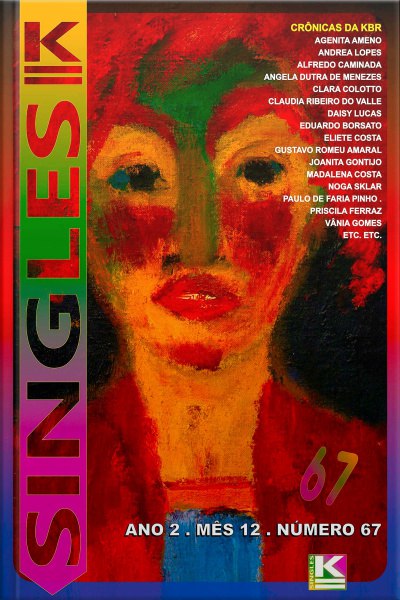 K
SINGLES
CRÔNICAS DA KBR
AGENITA AMENO
ANDREA LOPES
ALFREDO CAMINADA
ANGELA DUTRA DE MENEZES
CLARA COLOTTO
CLAUDIA RIBEIRO DO VALLE
DAISY LUCAS
EDUARDO BORSATO
ELIETE COSTA
GUSTAVO ROMEU AMARAL
JOANITA GONTIJO
MADALENA COSTA
NOGA SKLAR
PAULO DE FARIA PINHO .
PRISCILA FERRAZ
VÂNIA GOMES
ETC. ETC.
67
ANO 2 . MÊS 12 . NÚMERO 67
SINGLES
K